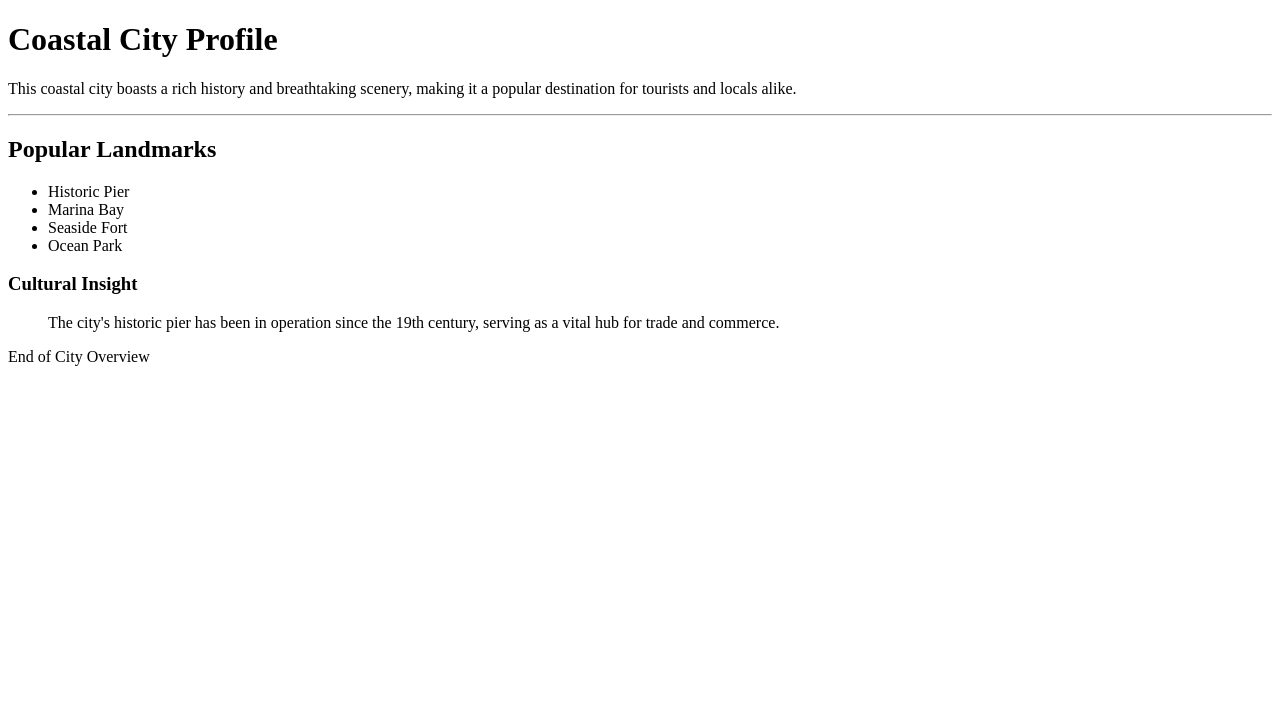 Coastal City Profile
This coastal city boasts a rich history and breathtaking scenery, making it a popular destination for tourists and locals alike.
Popular Landmarks
Historic Pier
Marina Bay
Seaside Fort
Ocean Park
Cultural Insight
The city's historic pier has been in operation since the 19th century, serving as a vital hub for trade and commerce.
End of City Overview